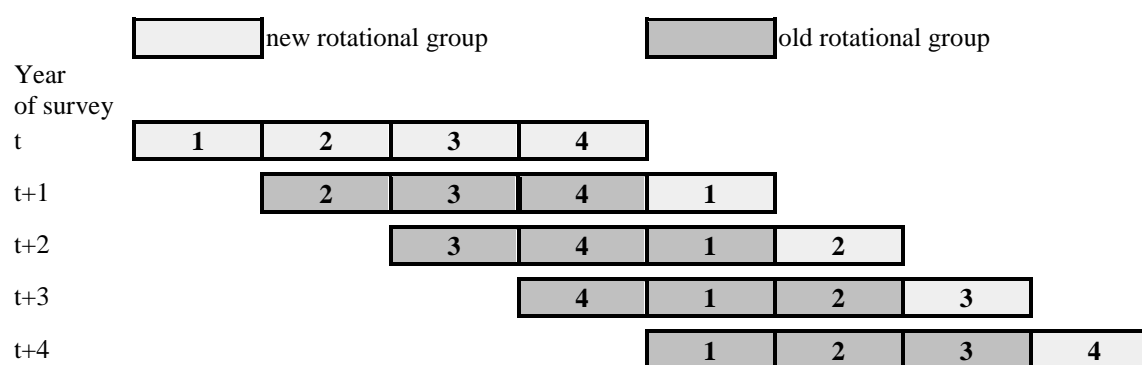 new rotational group old rotational group
Year
of survey
t 1 2 3 4
t+1 2 3 4 1
t+2 3 4 1 2
t+3 4 1 2 3
t+4 1 2 3 4